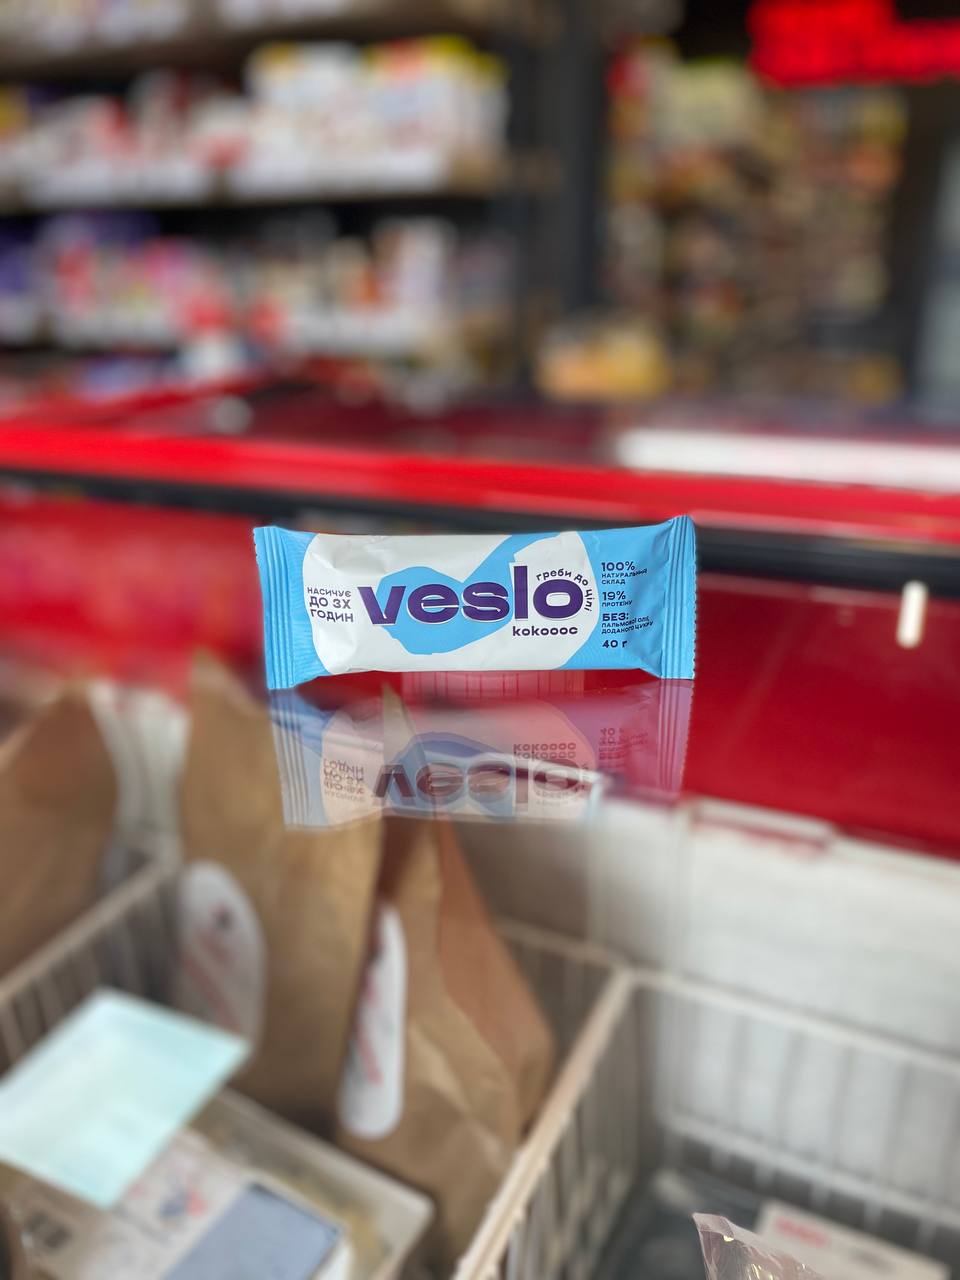 НАСИЧУЄ
ДО 3Х
ГОДИН
veslo
греби до цілі
кокоооо
100%
НАТУРАЛЬНИЙ
СКЛАД
19%
ПРОТЕЇНУ
БЕЗ:
ПАЛЬМОВОЇ ОЛІЇ,
ДОДАНОГО ЦУКРУ
40 г